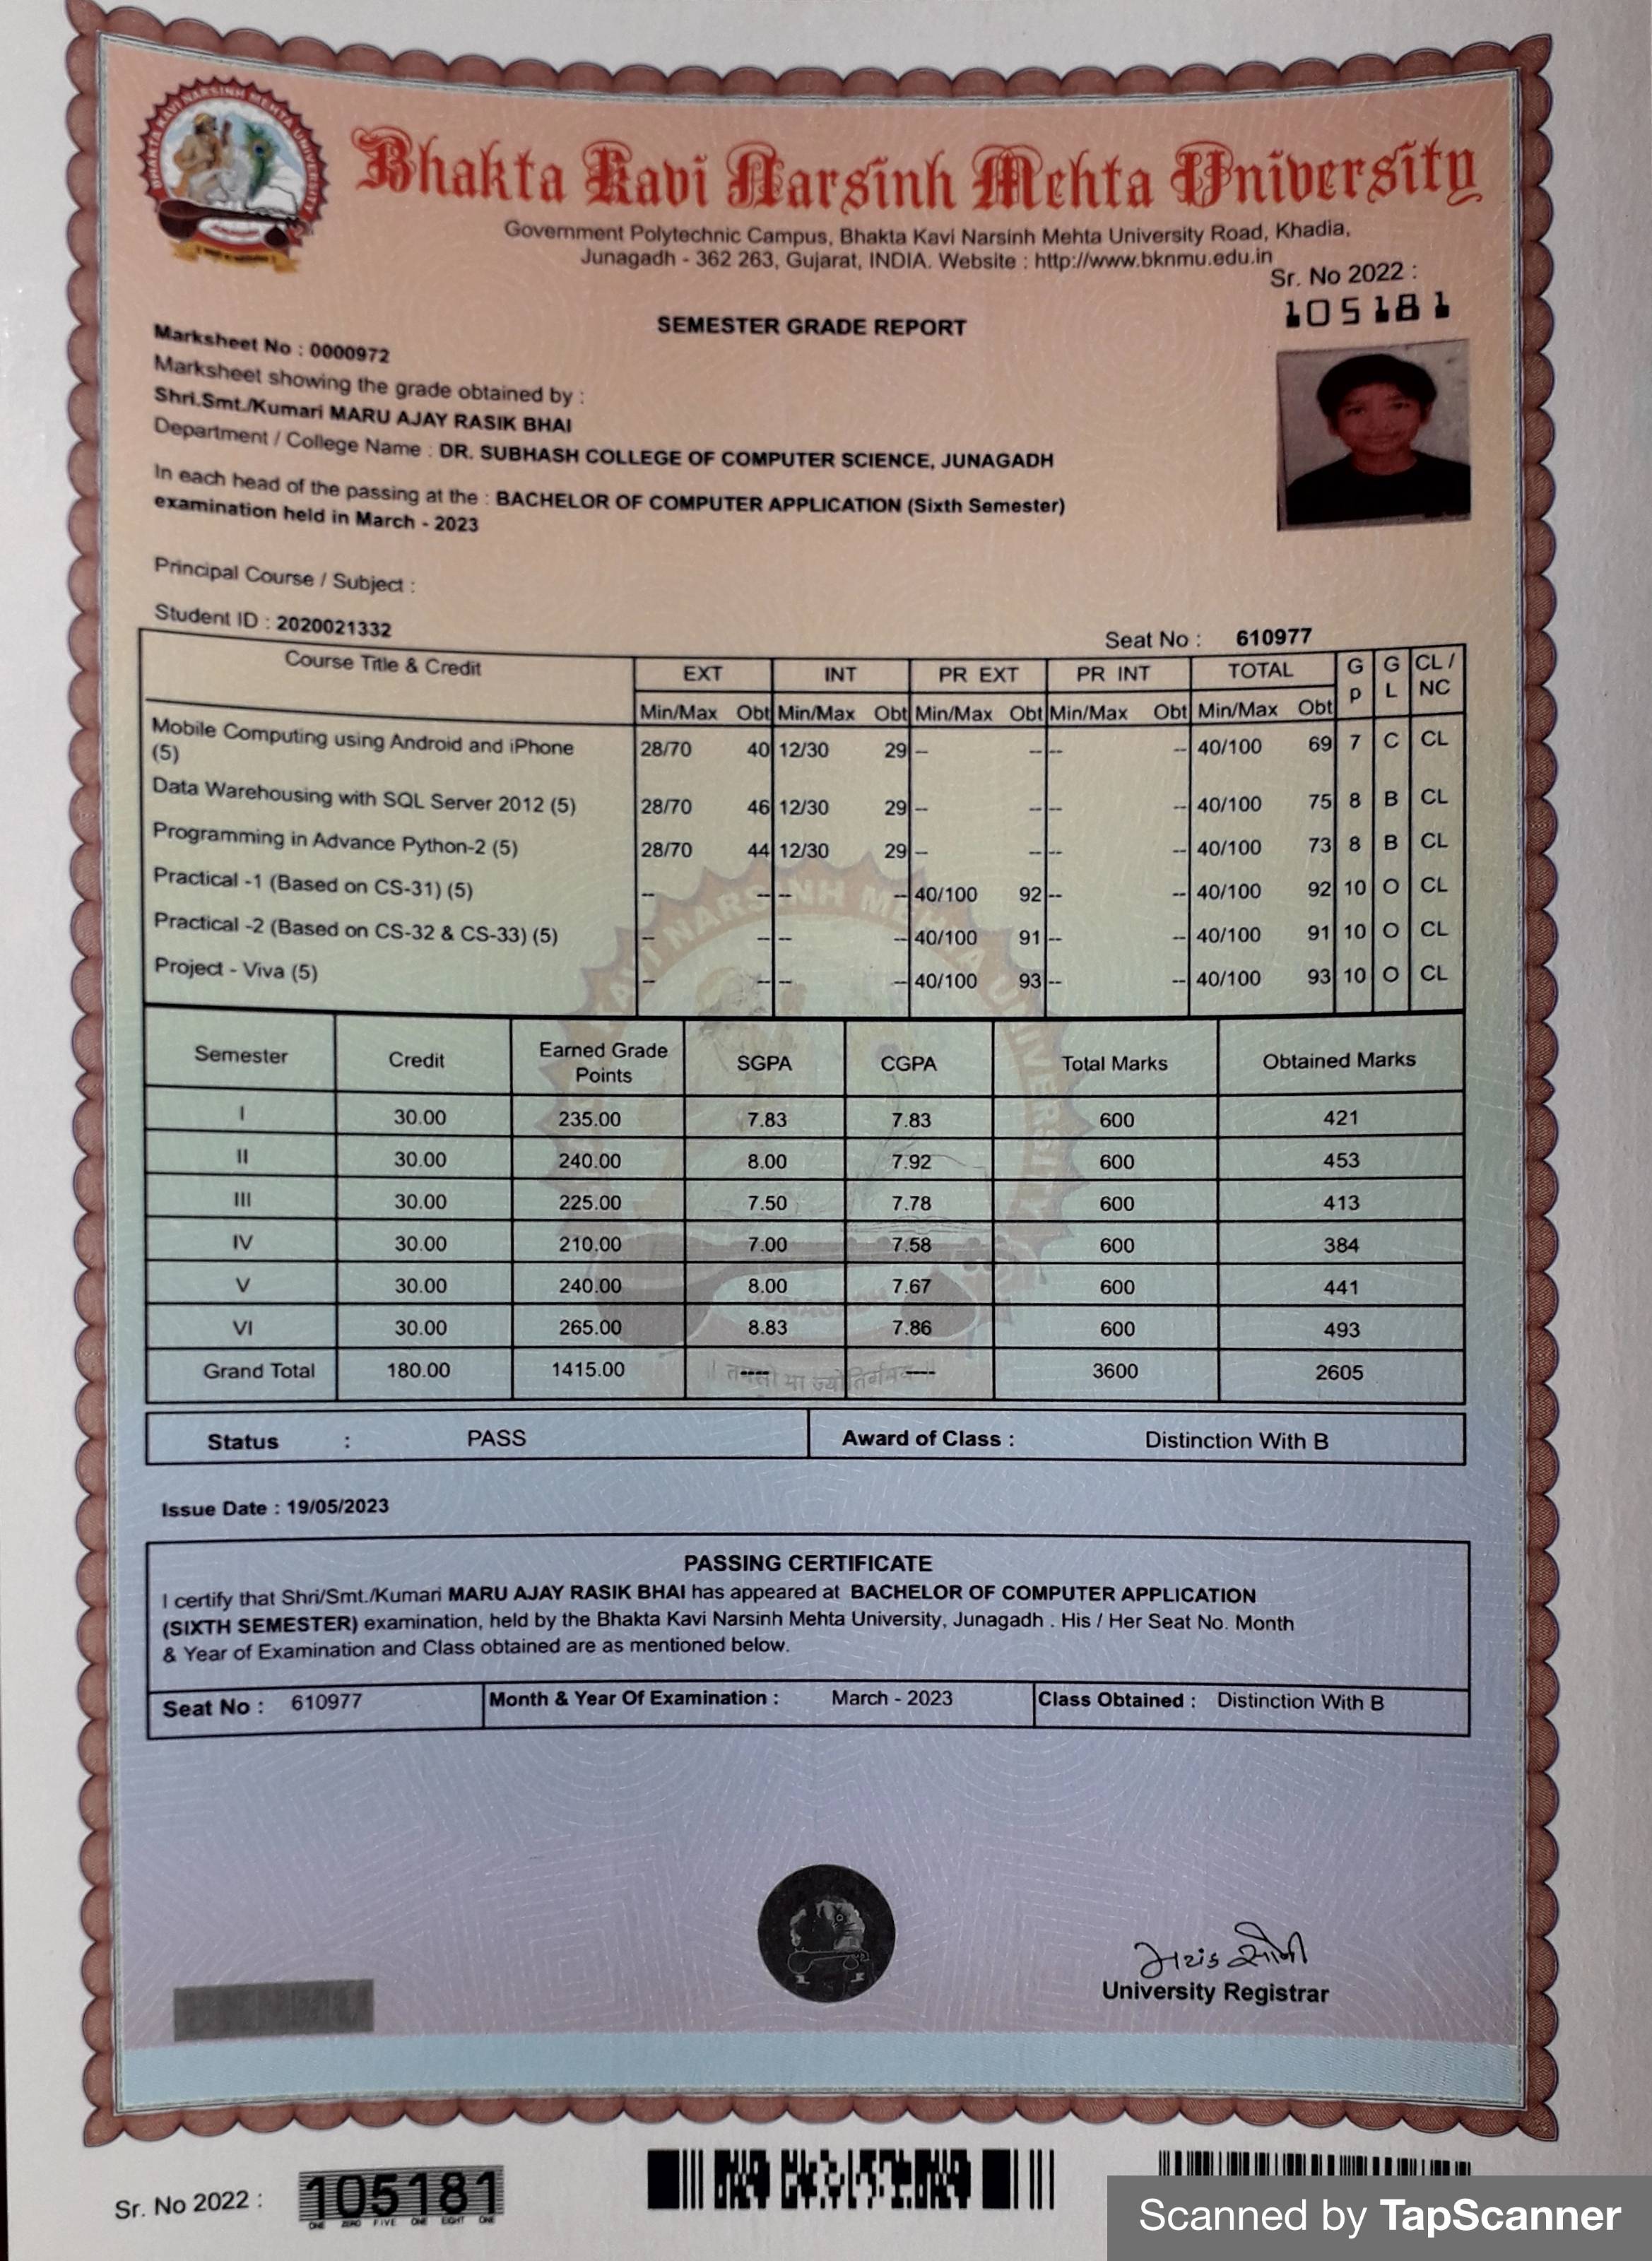 BHAKTA KAVI NARSINH MEHTA UNIVERSITY
Bhakta Kavi Narsinh Mehta University
Government Polytechnic Campus, Bhakta Kavi Narsinh Mehta University Road, Khadia,
Junagadh - 362 263, Gujarat, INDIA. Website : http://www.bknmu.edu.in
Sr. No 2022 :
105181
SEMESTER GRADE REPORT
Marksheet No : 0000972
Marksheet showing the grade obtained by :
Shri.Smt./Kumari MARU AJAY RASIK BHAI
Department / College Name : DR. SUBHASH COLLEGE OF COMPUTER SCIENCE, JUNAGADH
In each head of the passing at the : BACHELOR OF COMPUTER APPLICATION (Sixth Semester)
examination held in March - 2023
Principal Course / Subject :
Student ID : 2020021332 Seat No : 610977
Course Title & Credit EXT INT PR EXT PR INT TOTAL Gp GL CL / NC
Min/Max Obt Min/Max Obt Min/Max Obt Min/Max Obt Min/Max Obt
Mobile Computing using Android and iPhone
(5) 28/70 40 12/30 29 -- -- -- -- 40/100 69 7 C CL
Data Warehousing with SQL Server 2012 (5) 28/70 46 12/30 29 -- -- -- -- 40/100 75 8 B CL
Programming in Advance Python-2 (5) 28/70 44 12/30 29 -- -- -- -- 40/100 73 8 B CL
Practical -1 (Based on CS-31) (5) -- -- -- -- 40/100 92 -- -- 40/100 92 10 O CL
Practical -2 (Based on CS-32 & CS-33) (5) -- -- -- -- 40/100 91 -- -- 40/100 91 10 O CL
Project - Viva (5) -- -- -- -- 40/100 93 -- -- 40/100 93 10 O CL
Semester Credit Earned Grade Points SGPA CGPA Total Marks Obtained Marks
I 30.00 235.00 7.83 7.83 600 421
II 30.00 240.00 8.00 7.92 600 453
III 30.00 225.00 7.50 7.78 600 413
IV 30.00 210.00 7.00 7.58 600 384
V 30.00 240.00 8.00 7.67 600 441
VI 30.00 265.00 8.83 7.86 600 493
Grand Total 180.00 1415.00 ---- ---- 3600 2605
॥ तमसो मा ज्योतिर्गमय ॥
Status : PASS Award of Class : Distinction With B
Issue Date : 19/05/2023
PASSING CERTIFICATE
I certify that Shri/Smt./Kumari MARU AJAY RASIK BHAI has appeared at BACHELOR OF COMPUTER APPLICATION
(SIXTH SEMESTER) examination, held by the Bhakta Kavi Narsinh Mehta University, Junagadh . His / Her Seat No. Month
& Year of Examination and Class obtained are as mentioned below.
Seat No : 610977 Month & Year Of Examination : March - 2023 Class Obtained : Distinction With B
University Registrar
Sr. No 2022 : 105181
ONE ZERO FIVE ONE EIGHT ONE
Scanned by TapScanner